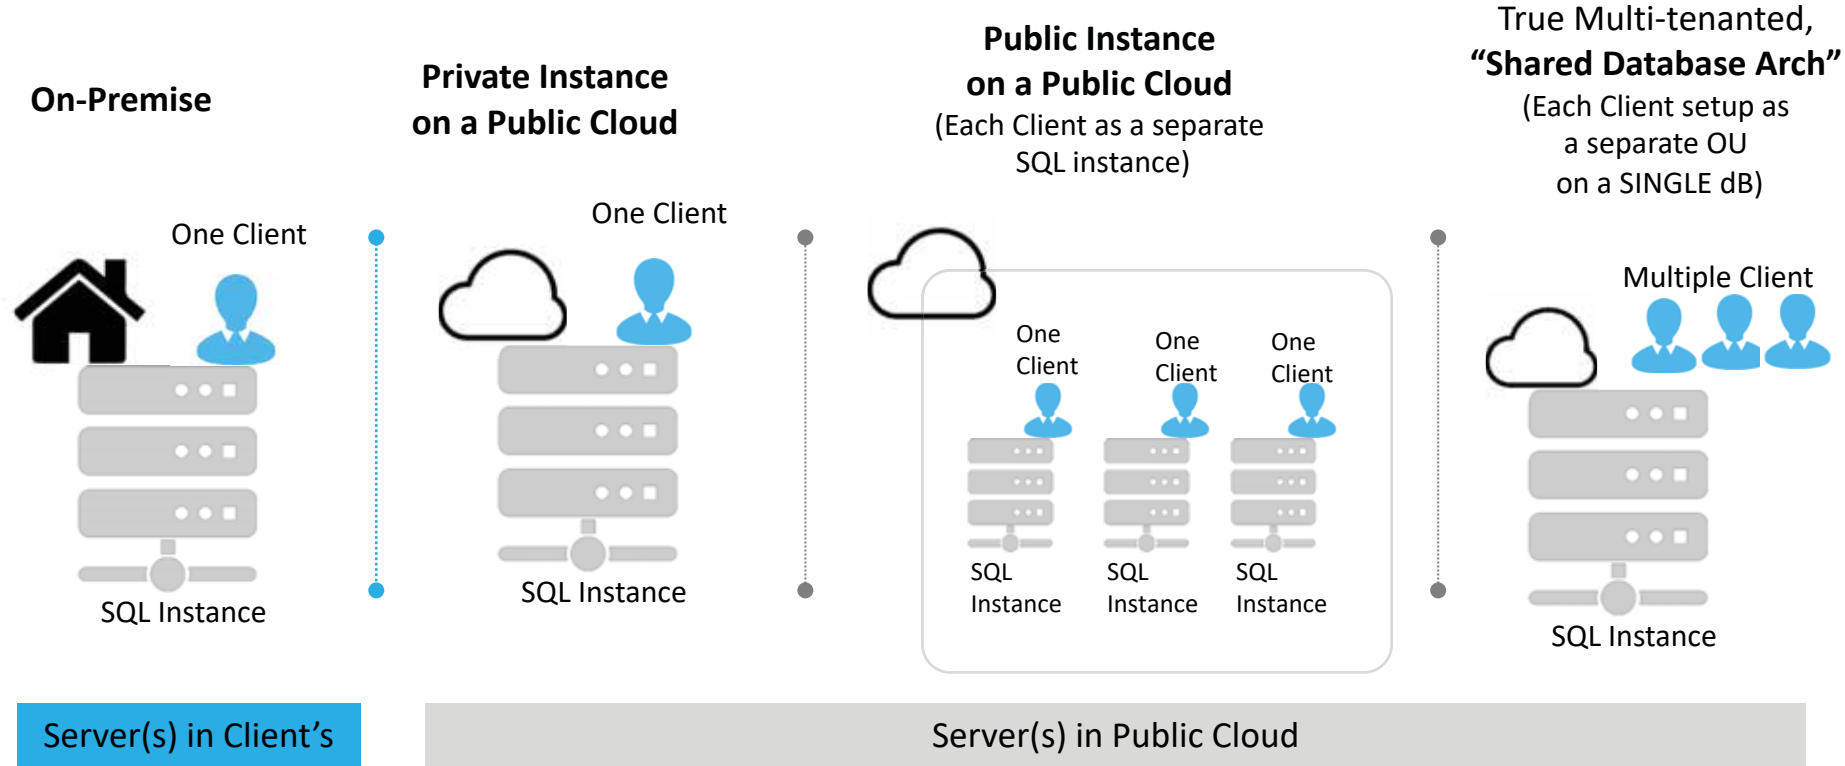 On-Premise
One Client
SQL Instance
Private Instance
on a Public Cloud
One Client
SQL Instance
Public Instance
on a Public Cloud
(Each Client as a separate
SQL instance)
One
Client
One
Client
One
Client
SQL
Instance
SQL
Instance
SQL
Instance
True Multi-tenanted,
“Shared Database Arch”
(Each Client setup as
a separate OU
on a SINGLE dB)
Multiple Client
SQL Instance
Server(s) in Client’s
Server(s) in Public Cloud